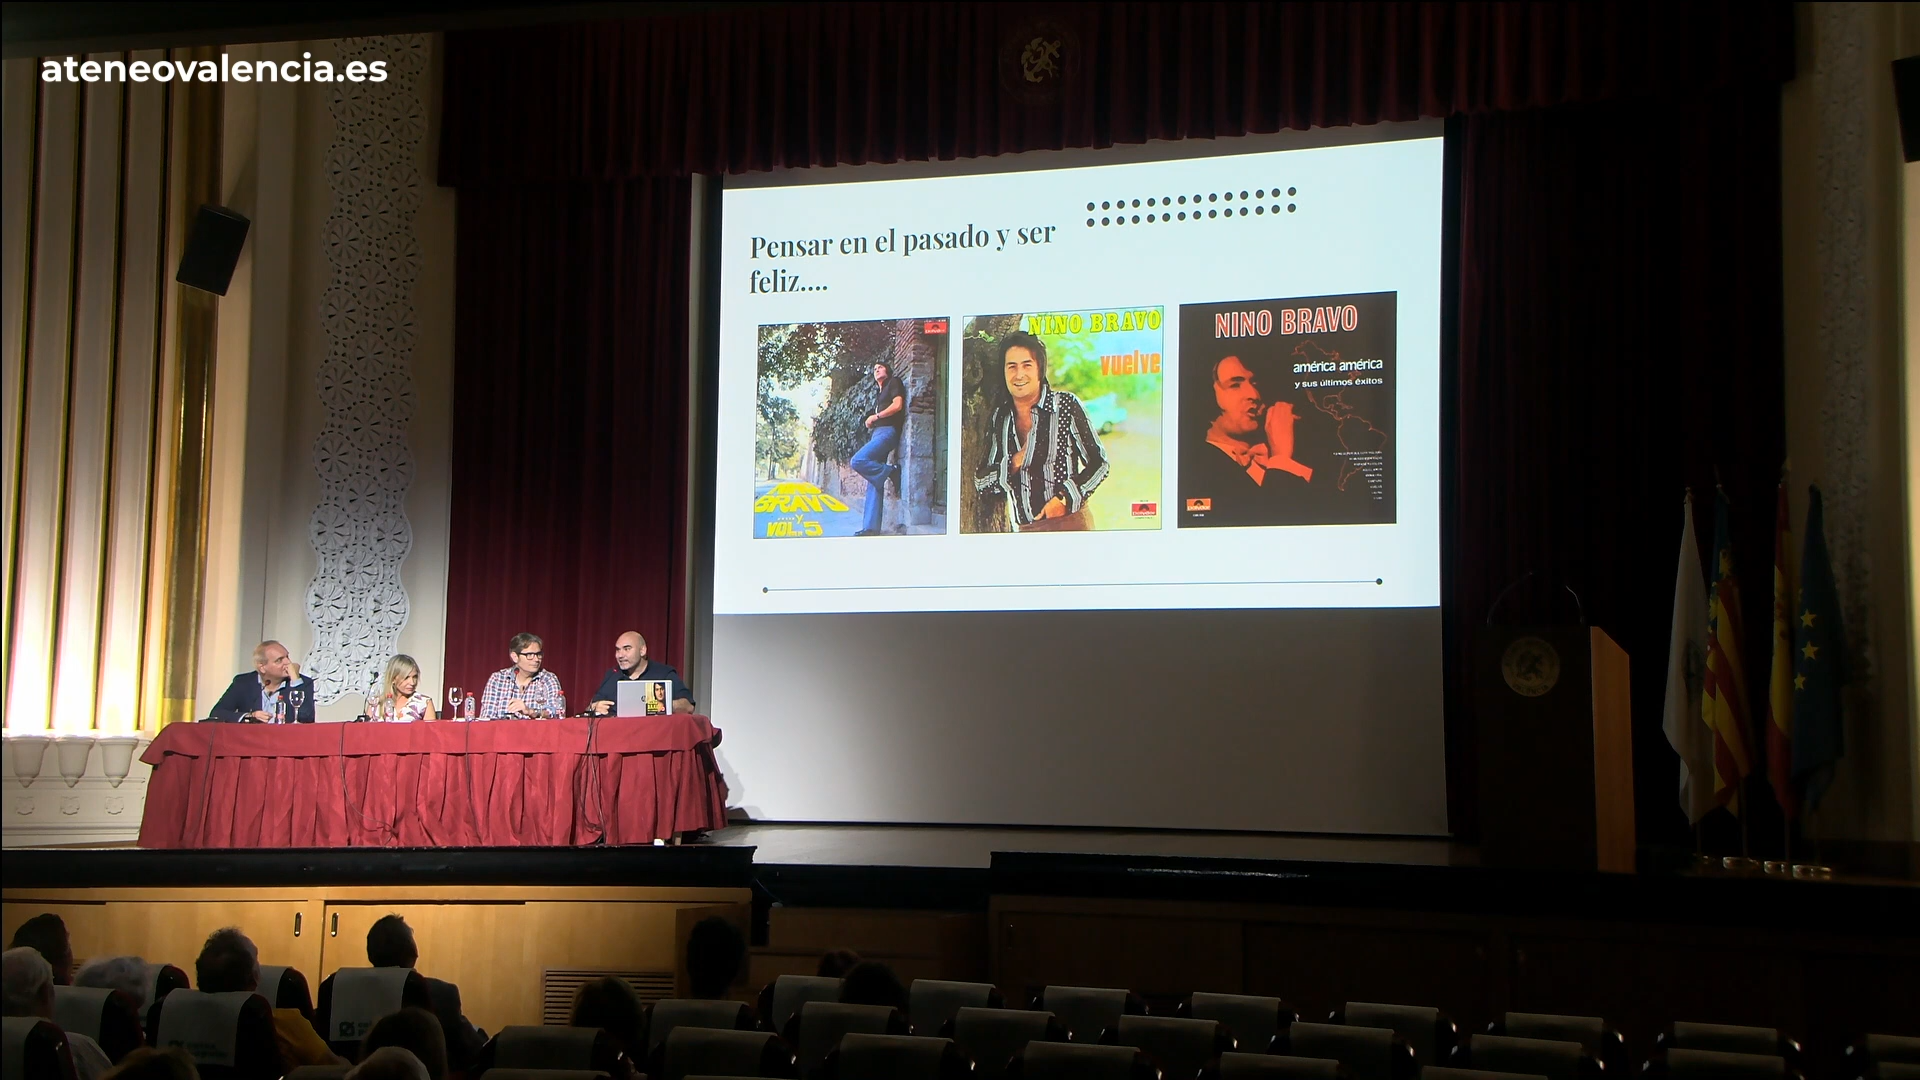 ateneovalencia.es
Pensar en el pasado y ser
feliz....
NINO
BRAVO
VOL. 5
NINO BRAVO
vuelve
NINO BRAVO
américa américa
y sus últimos éxitos